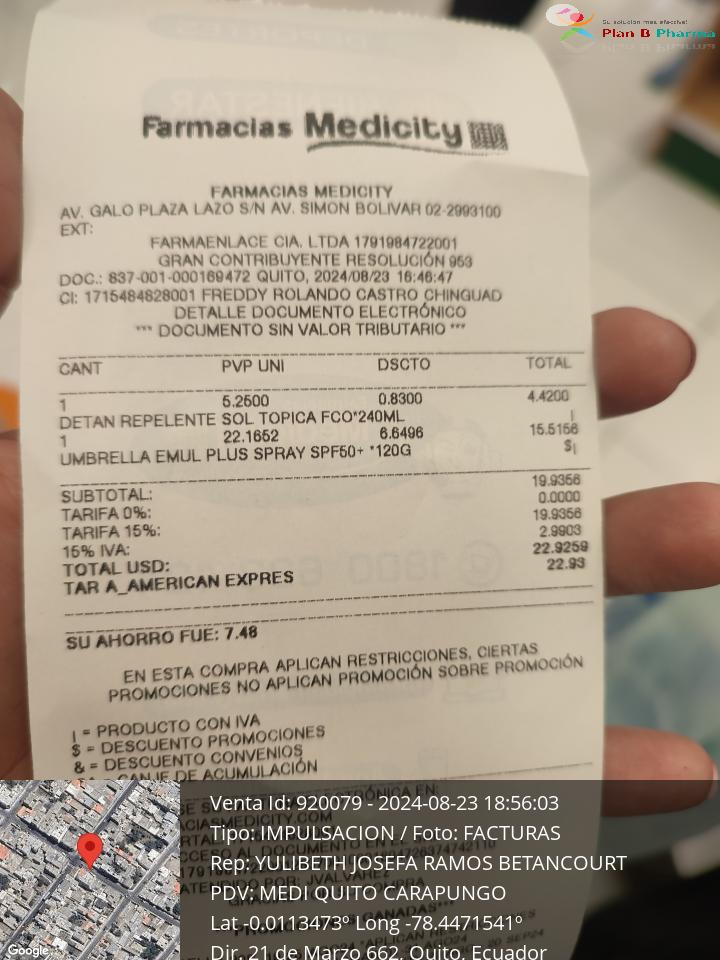 Su solución mas efectiva!
Plan B Pharma
Farmacias Medicity
FARMACIAS MEDICITY
AV. GALO PLAZA LAZO S/N AV. SIMON BOLIVAR 02-2993100
EXT:
FARMAENLACE CIA. LTDA 1791984722001
GRAN CONTRIBUYENTE RESOLUCIÓN 953
DOC.: 837-001-000169472 QUITO, 2024/08/23 16:46:47
CI: 1715484828001 FREDDY ROLANDO CASTRO CHINGUAD
DETALLE DOCUMENTO ELECTRÓNICO
*** DOCUMENTO SIN VALOR TRIBUTARIO ***
CANT PVP UNI DSCTO TOTAL
1 5.2500 0.8300 4.4200
DETAN REPELENTE SOL TOPICA FCO*240ML |
1 22.1652 6.6496 15.5156
UMBRELLA EMUL PLUS SPRAY SPF50+ *120G $|
SUBTOTAL: 19.9356
TARIFA 0%: 0.0000
TARIFA 15%: 19.9356
15% IVA: 2.9903
TOTAL USD: 22.9259
TAR A_AMERICAN EXPRES 22.93
SU AHORRO FUE: 7.48
EN ESTA COMPRA APLICAN RESTRICCIONES, CIERTAS
PROMOCIONES NO APLICAN PROMOCIÓN SOBRE PROMOCIÓN
| = PRODUCTO CON IVA
$ = DESCUENTO PROMOCIONES
& = DESCUENTO CONVENIOS
CANJE DE ACUMULACIÓN
Venta Id: 920079 - 2024-08-23 18:56:03
Tipo: IMPULSACION / Foto: FACTURAS
Rep: YULIBETH JOSEFA RAMOS BETANCOURT
PDV: MEDI QUITO CARAPUNGO
Lat -0.0113473º Long -78.4471541º
Dir. 21 de Marzo 662, Quito, Ecuador
Google